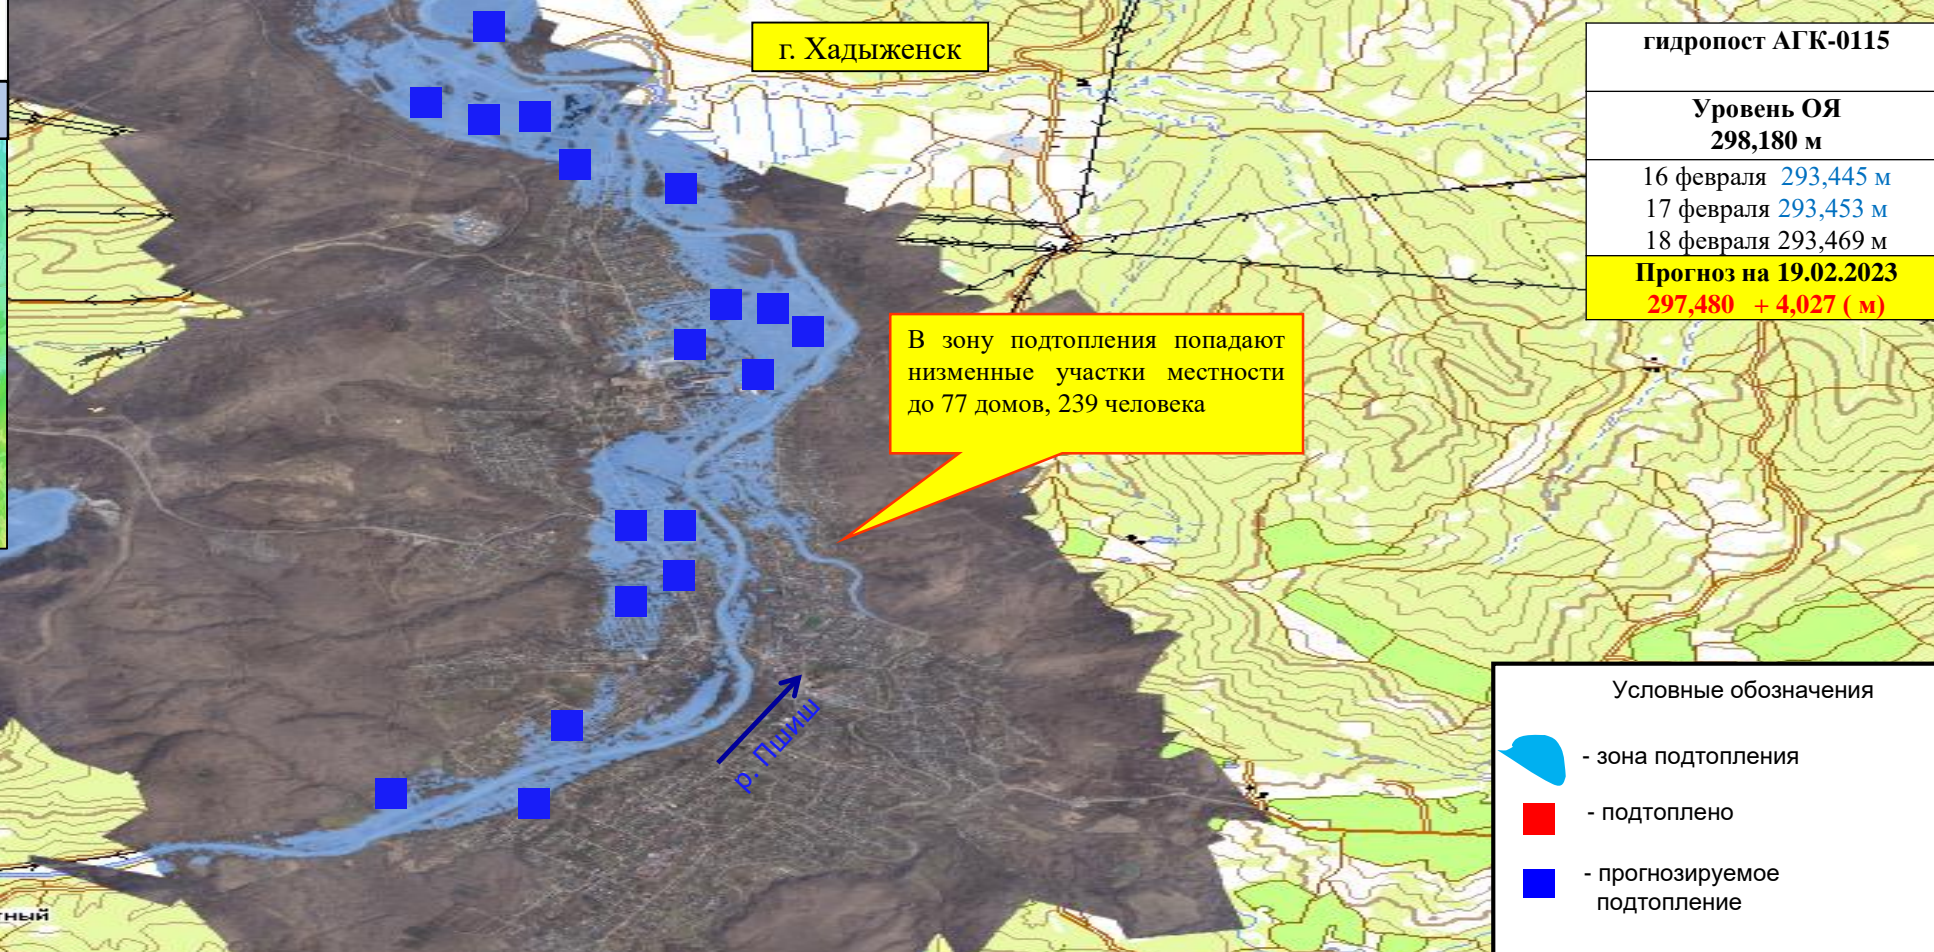 г. Хадыженск
гидропост АГК-0115
Уровень ОЯ
298,180 м
16 февраля 293,445 м
17 февраля 293,453 м
18 февраля 293,469 м
Прогноз на 19.02.2023
297,480 + 4,027 ( м)
В зону подтопления попадают
низменные участки местности
до 77 домов, 239 человека
р. Пшиш
Условные обозначения
- зона подтопления
- подтоплено
- прогнозируемое
подтопление
тный